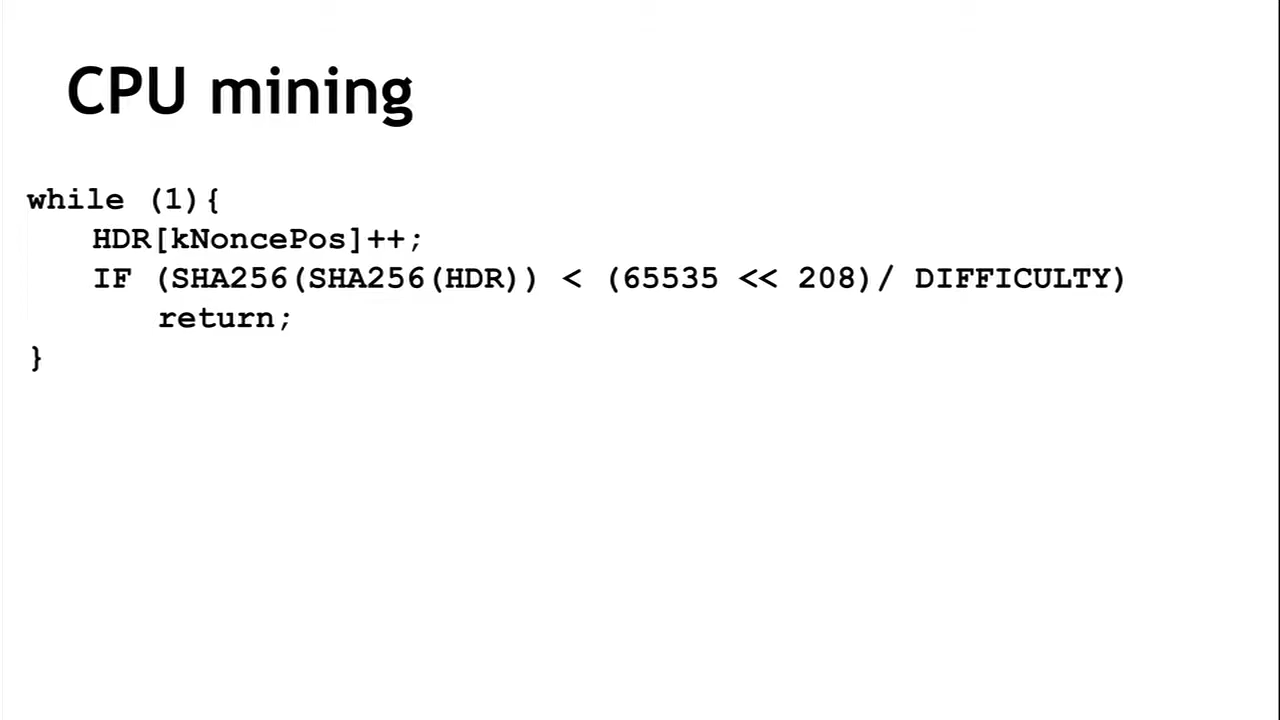 CPU mining
while (1){
HDR[kNoncePos]++;
IF (SHA256(SHA256(HDR)) < (65535 << 208)/ DIFFICULTY)
return;
}